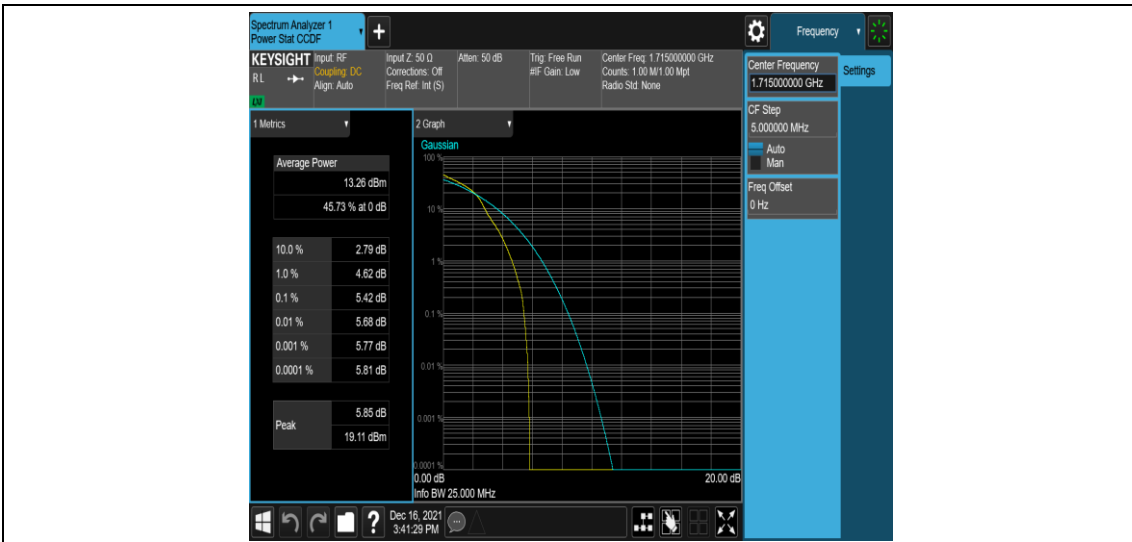 Spectrum Analyzer 1
Power Stat CCDF
+
Frequency
KEYSIGHT Input: RF Input Z: 50 Ω Atten: 50 dB Trig: Free Run Center Freq: 1.715000000 GHz
RL Coupling: DC Corrections: Off #IF Gain: Low Counts: 1.00 M/1.00 Mpt
Align: Auto Freq Ref: Int (S) Radio Std: None
LXI
Center Frequency
1.715000000 GHz
Settings
CF Step
5.000000 MHz
Auto
Man
Freq Offset
0 Hz
1 Metrics
Average Power
13.26 dBm
45.73 % at 0 dB
10.0 % 2.79 dB
1.0 % 4.62 dB
0.1 % 5.42 dB
0.01 % 5.68 dB
0.001 % 5.77 dB
0.0001 % 5.81 dB
Peak 5.85 dB
19.11 dBm
2 Graph
Gaussian
100 %
10 %
1 %
0.1 %
0.01 %
0.001 %
0.0001 %
0.00 dB 20.00 dB
Info BW 25.000 MHz
?
Dec 16, 2021
3:41:29 PM